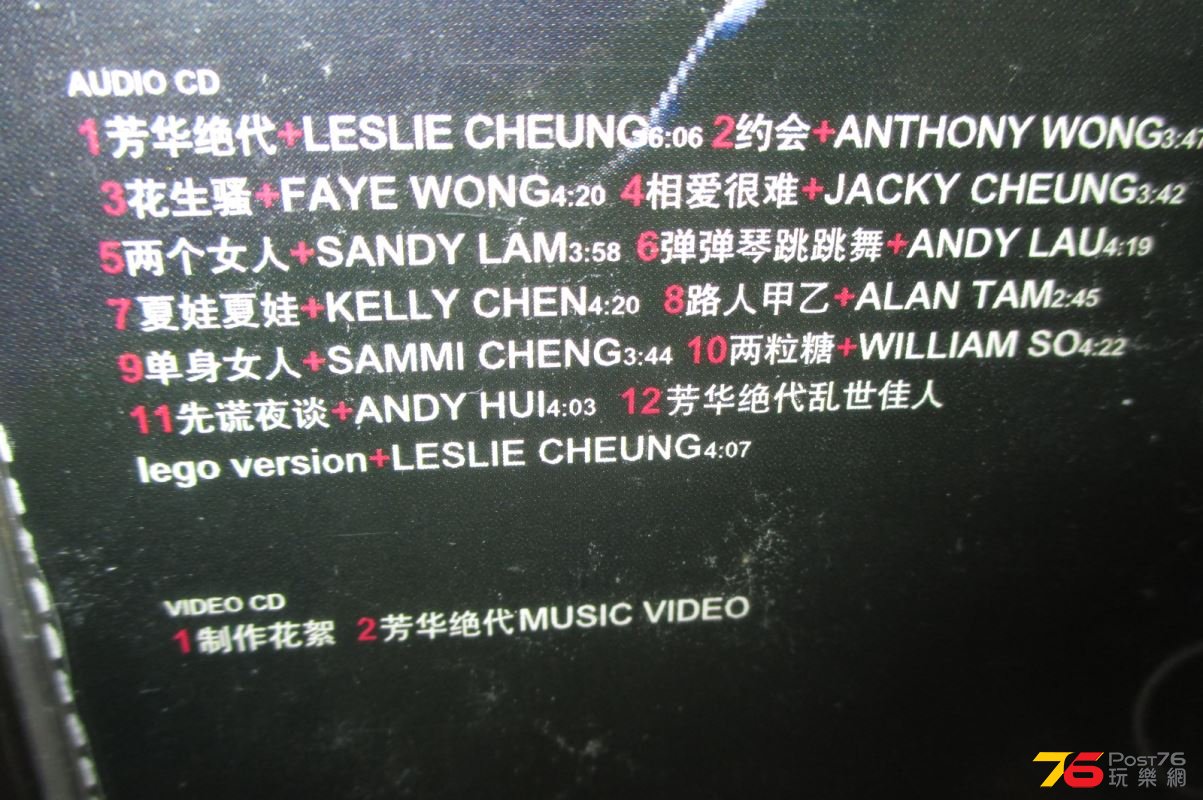 AUDIO CD
1芳华绝代+LESLIE CHEUNG6:06 2约会+ANTHONY WONG3:47
3花生骚+FAYE WONG4:20 4相爱很难+JACKY CHEUNG3:42
5两个女人+SANDY LAM3:58 6弹弹琴跳跳舞+ANDY LAU4:19
7夏娃夏娃+KELLY CHEN4:20 8路人甲乙+ALAN TAM2:45
9单身女人+SAMMI CHENG3:44 10两粒糖+WILLIAM SO4:22
11先谎夜谈+ANDY HUI4:03 12芳华绝代乱世佳人
lego version+LESLIE CHEUNG4:07
VIDEO CD
1制作花絮 2芳华绝代MUSIC VIDEO
76 POST76
玩樂網